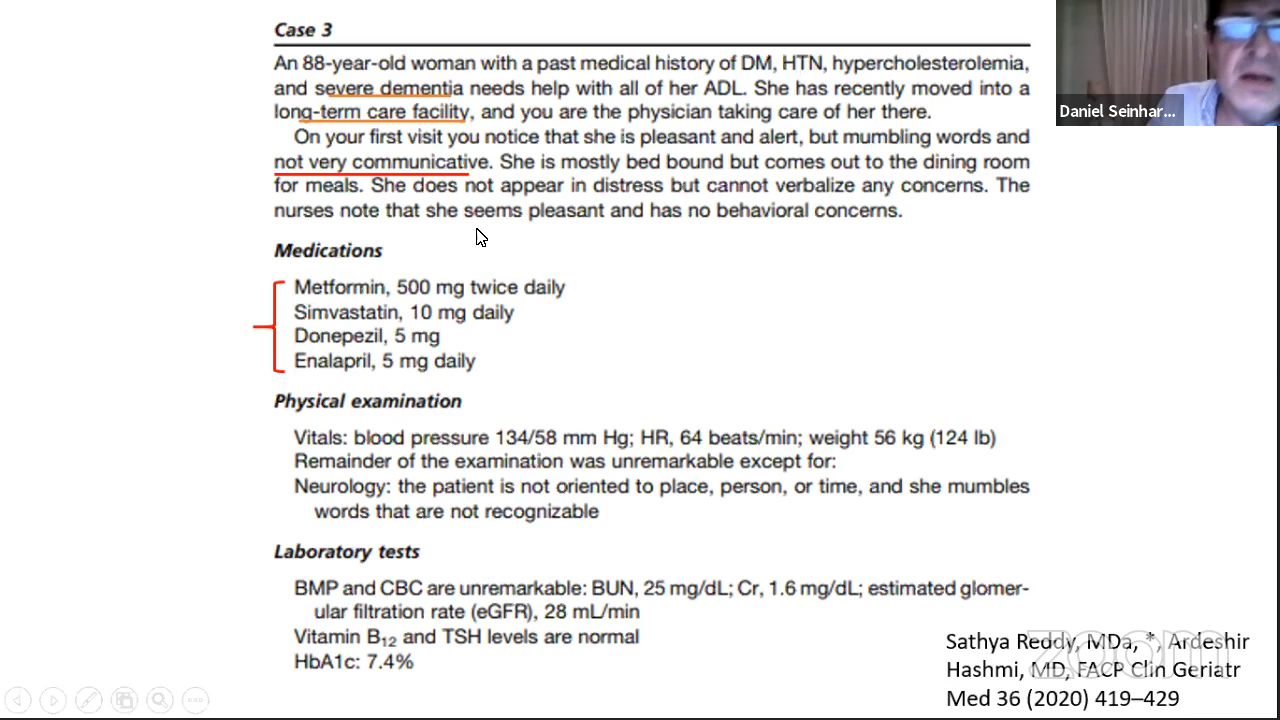 Case 3
An 88-year-old woman with a past medical history of DM, HTN, hypercholesterolemia,
and severe dementia needs help with all of her ADL. She has recently moved into a
long-term care facility, and you are the physician taking care of her there.
On your first visit you notice that she is pleasant and alert, but mumbling words and
not very communicative. She is mostly bed bound but comes out to the dining room
for meals. She does not appear in distress but cannot verbalize any concerns. The
nurses note that she seems pleasant and has no behavioral concerns.
Medications
Metformin, 500 mg twice daily
Simvastatin, 10 mg daily
Donepezil, 5 mg
Enalapril, 5 mg daily
Physical examination
Vitals: blood pressure 134/58 mm Hg; HR, 64 beats/min; weight 56 kg (124 lb)
Remainder of the examination was unremarkable except for:
Neurology: the patient is not oriented to place, person, or time, and she mumbles
words that are not recognizable
Laboratory tests
BMP and CBC are unremarkable: BUN, 25 mg/dL; Cr, 1.6 mg/dL; estimated glomer-
ular filtration rate (eGFR), 28 mL/min
Vitamin B12 and TSH levels are normal
HbA1c: 7.4%
Daniel Seinhar...
Sathya Reddy, MDa, *, Ardeshir
Hashmi, MD, FACP Clin Geriatr
Med 36 (2020) 419–429
zoom